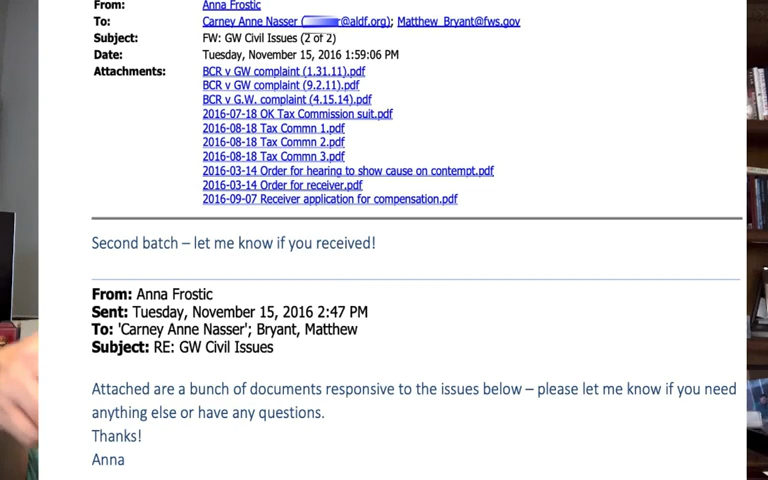 From: Anna Frostic
To: Carney Anne Nasser (r@aldf.org); Matthew_Bryant@fws.gov
Subject: FW: GW Civil Issues (2 of 2)
Date: Tuesday, November 15, 2016 1:59:06 PM
Attachments: BCR v GW complaint (1.31.11).pdf
BCR v GW complaint (9.2.11).pdf
BCR v G.W. complaint (4.15.14).pdf
2016-07-18 OK Tax Commission suit.pdf
2016-08-18 Tax Commn 1.pdf
2016-08-18 Tax Commn 2.pdf
2016-08-18 Tax Commn 3.pdf
2016-03-14 Order for hearing to show cause on contempt.pdf
2016-03-14 Order for receiver.pdf
2016-09-07 Receiver application for compensation.pdf
Second batch – let me know if you received!
From: Anna Frostic
Sent: Tuesday, November 15, 2016 2:47 PM
To: 'Carney Anne Nasser'; Bryant, Matthew
Subject: RE: GW Civil Issues
Attached are a bunch of documents responsive to the issues below – please let me know if you need
anything else or have any questions.
Thanks!
Anna